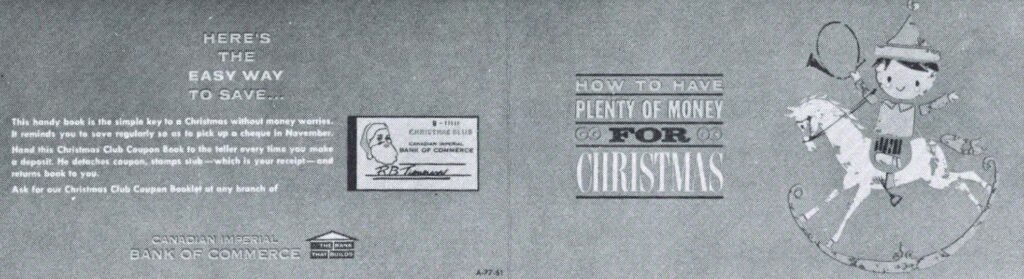 HERE'S
THE
EASY WAY
TO SAVE...
This handy book is the simple key to a Christmas without money worries.
It reminds you to save regularly so as to pick up a cheque in November.
Hand this Christmas Club Coupon Book to the teller every time you make
a deposit. He detaches coupon, stamps stub—which is your receipt—and
returns book to you.
Ask for our Christmas Club Coupon Booklet at any branch of
CHRISTMAS CLUB
CANADIAN IMPERIAL
BANK OF COMMERCE
CANADIAN IMPERIAL
BANK OF COMMERCE
THE BANK
THAT BUILDS
A-77-61
HOW TO HAVE
PLENTY OF MONEY
FOR
CHRISTMAS